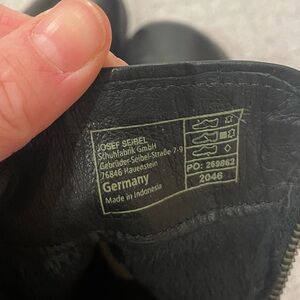 JOSEF SEIBEL
Schuhfabrik GmbH
Gebrüder-Seibel-Straße 7-9
76846 Hauenstein
Germany
Made in Indonesia
PO: 269862
2046